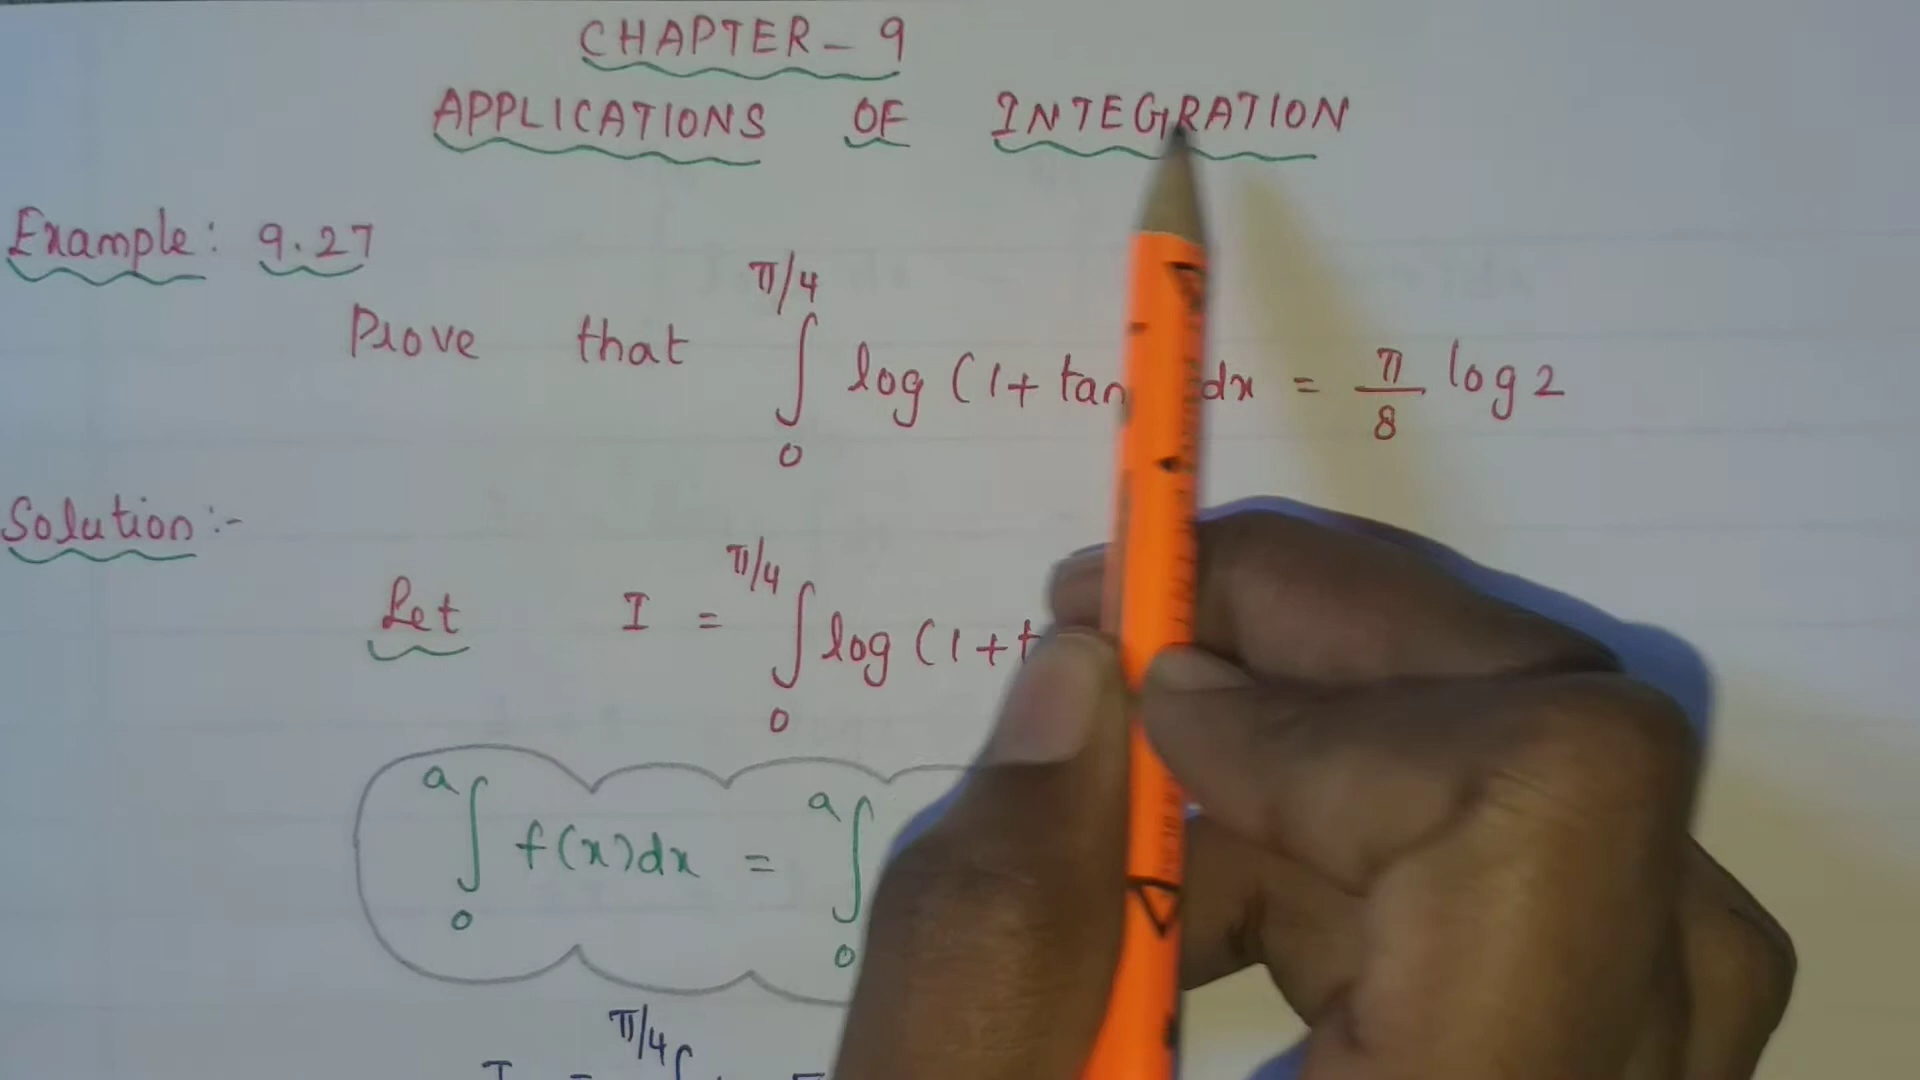 CHAPTER - 9
APPLICATIONS OF INTEGRATION
Example: 9.27
Prove that ∫₀^(π/4) log (1 + tan dx = π/8 log 2
Solution:-
Let I = ∫₀^(π/4) log (1 +
∫₀^a f(x)dx = ∫₀^a
π/4